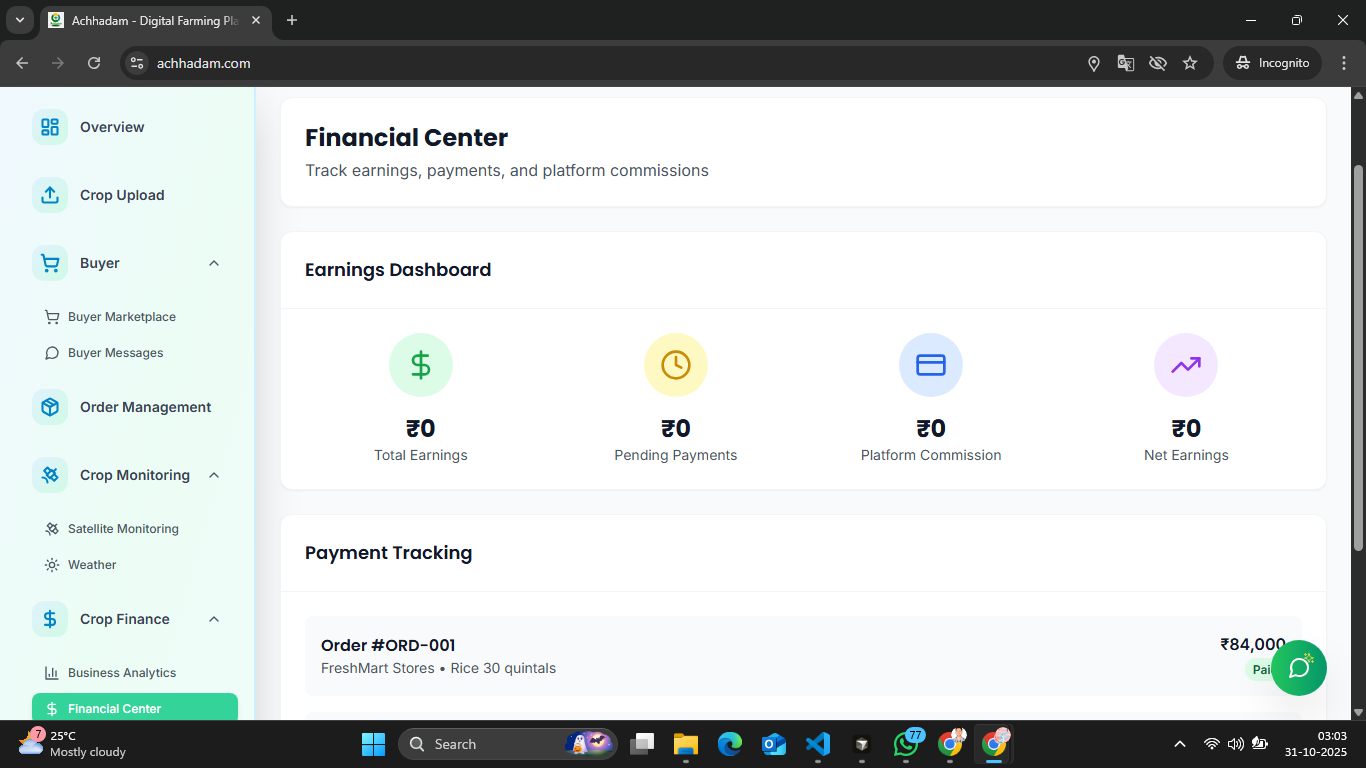 Achhadam - Digital Farming Pla
achhadam.com
Incognito
Overview
Crop Upload
Buyer
Buyer Marketplace
Buyer Messages
Order Management
Crop Monitoring
Satellite Monitoring
Weather
Crop Finance
Business Analytics
Financial Center
Financial Center
Track earnings, payments, and platform commissions
Earnings Dashboard
₹0
Total Earnings
₹0
Pending Payments
₹0
Platform Commission
₹0
Net Earnings
Payment Tracking
Order #ORD-001
FreshMart Stores • Rice 30 quintals
₹84,000
7
25°C
Mostly cloudy
Search
77
03:03
31-10-2025